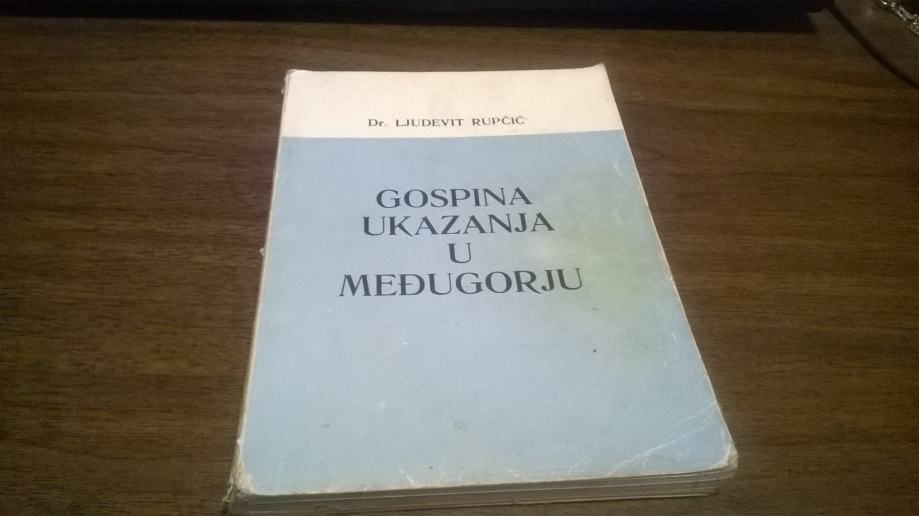 Dr. LJUDEVIT RUPČIĆ
GOSPINA
UKAZANJA
U
MEĐUGORJU